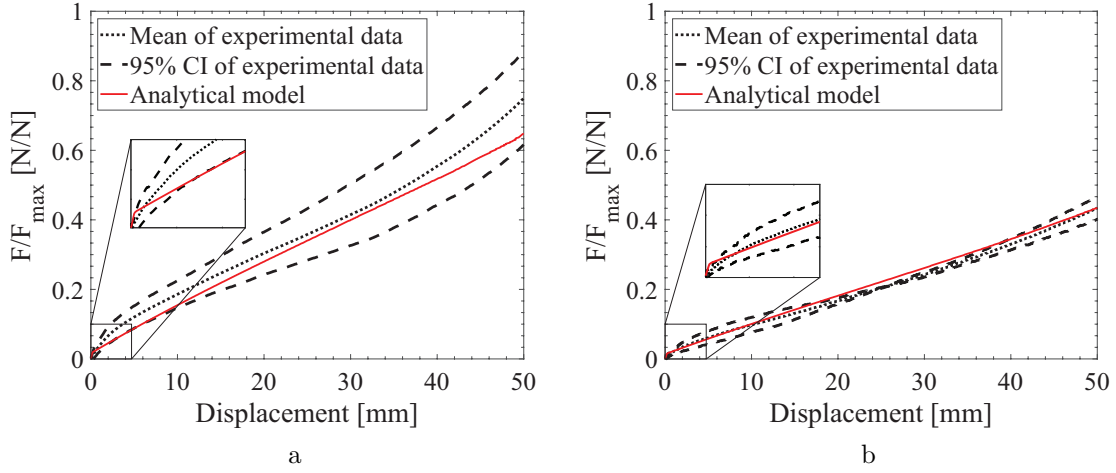 1
0.8
0.6
0.4
0.2
0
F/F_max [N/N]
Mean of experimental data
95% CI of experimental data
Analytical model
0 10 20 30 40 50
Displacement [mm]
a
1
0.8
0.6
0.4
0.2
0
F/F_max [N/N]
Mean of experimental data
95% CI of experimental data
Analytical model
0 10 20 30 40 50
Displacement [mm]
b